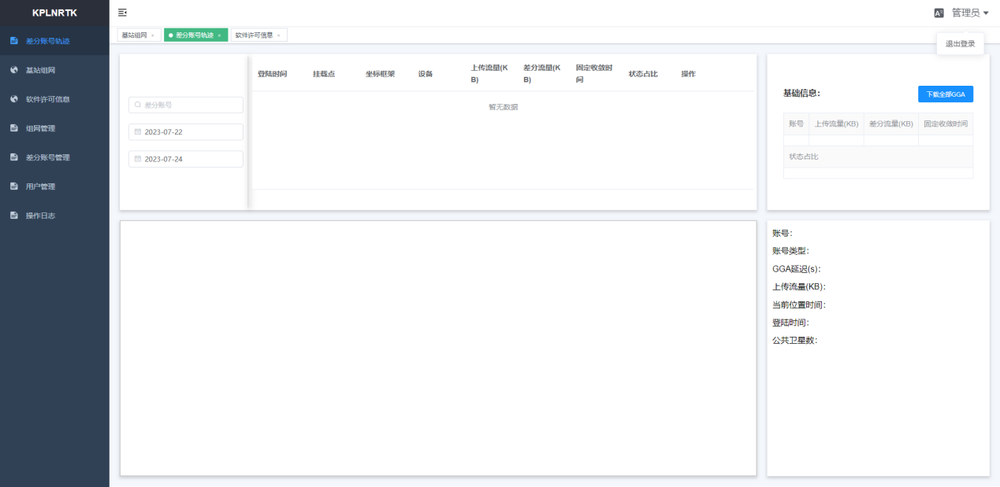 KPLNRTK
管理员
退出登录
差分账号轨迹
基站组网
软件许可信息
组网管理
差分账号管理
用户管理
操作日志
基站组网 ×
差分账号轨迹 ×
软件许可信息 ×
差分账号
2023-07-22
2023-07-24
登陆时间 挂载点 坐标框架 设备 上传流量(K 差分流量(K 固定收敛时 状态占比 操作
B) B) 间
暂无数据
基础信息:
下载全部GGA
账号 上传流量(KB) 差分流量(KB) 固定收敛时间
状态占比
账号:
账号类型:
GGA延迟(s):
上传流量(KB):
当前位置时间:
登陆时间:
公共卫星数: